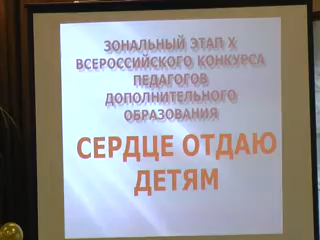 ЗОНАЛЬНЫЙ ЭТАП X
ВСЕРОССИЙСКОГО КОНКУРСА
ПЕДАГОГОВ
ДОПОЛНИТЕЛЬНОГО
ОБРАЗОВАНИЯ
СЕРДЦЕ ОТДАЮ
ДЕТЯМ